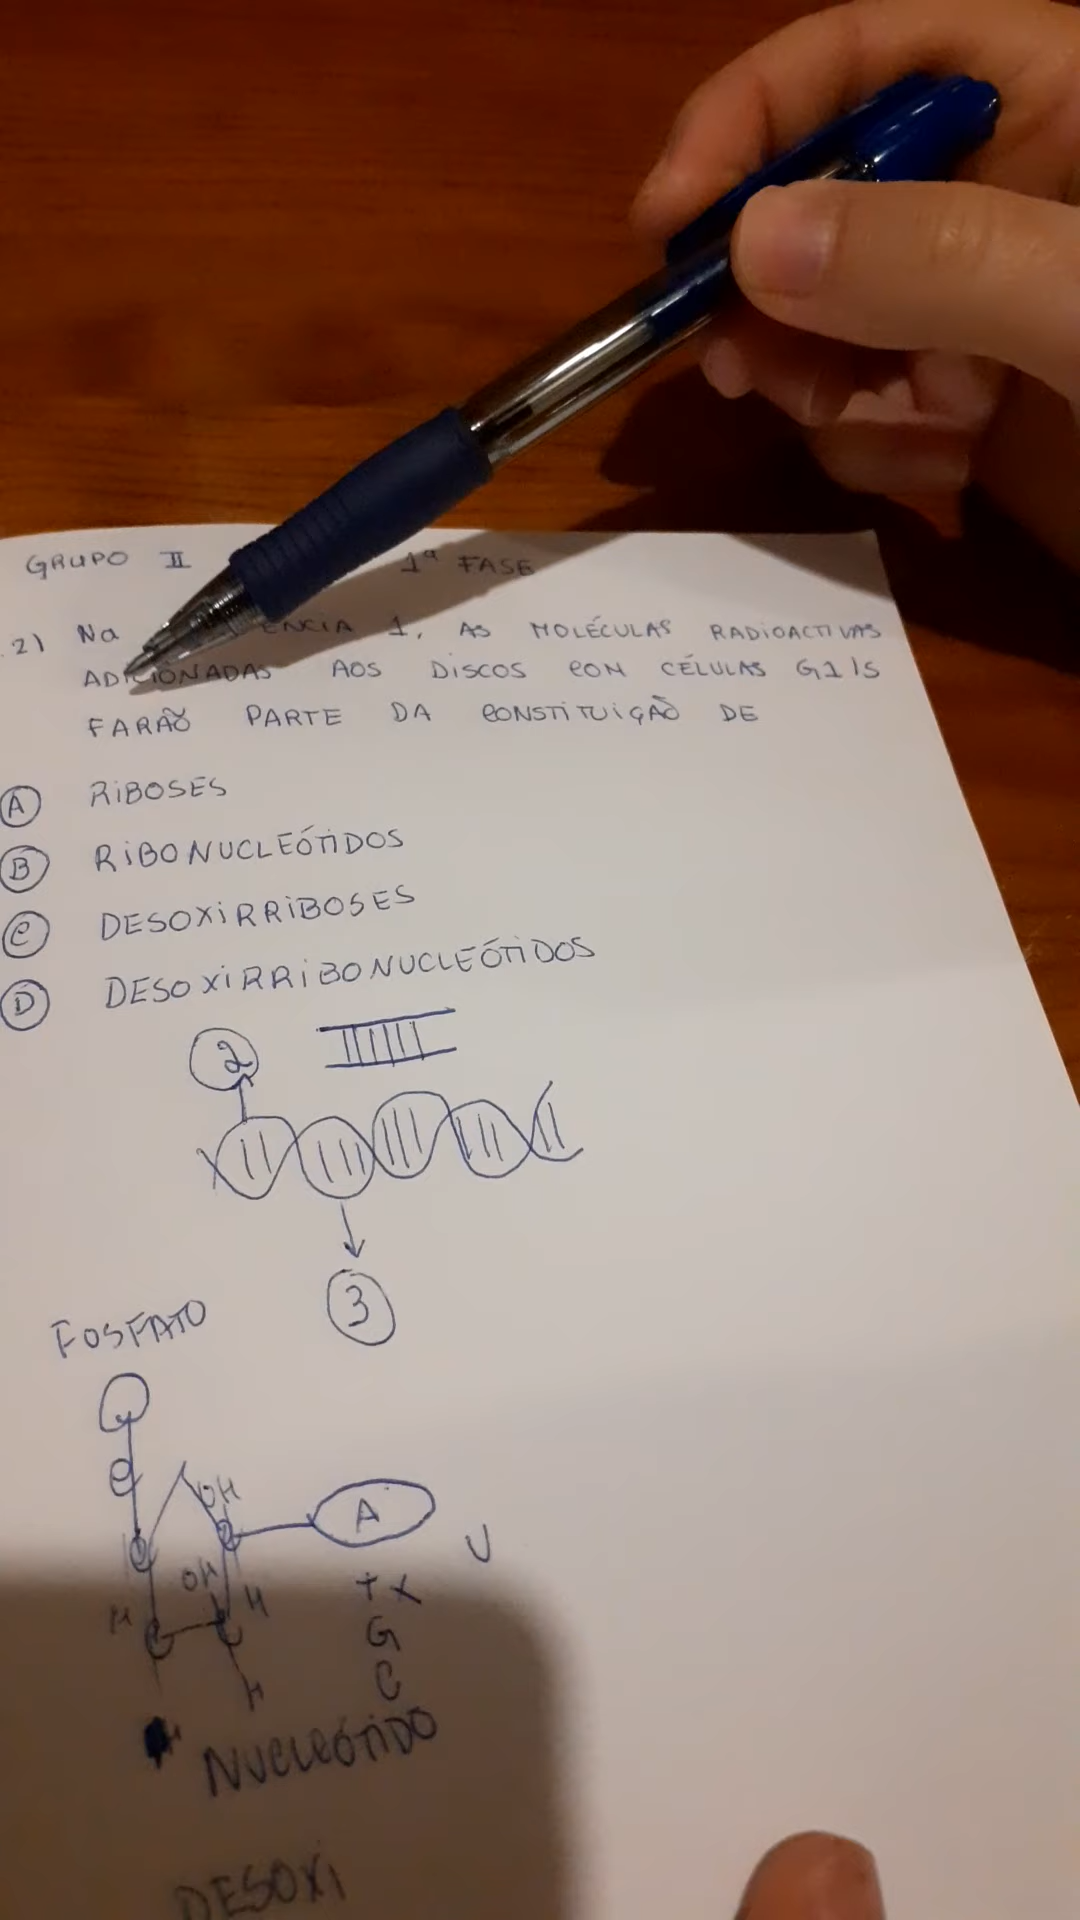 GRUPO II 1ª FASE
2) Na ÊNCIA 1, AS MOLÉCULAS RADIOACTIVAS
ADICIONADAS AOS DISCOS COM CÉLULAS G1/S
FARÃO PARTE DA CONSTITUIÇÃO DE
A RIBOSES
B RIBONUCLEÓTIDOS
C DESOXIRRIBOSES
D DESOXIRRIBONUCLEÓTIDOS
2
3
FOSFATO
OH
A
U
OH
H
H
T X
G
C
H
NUCLEÓTIDO
DESOXI